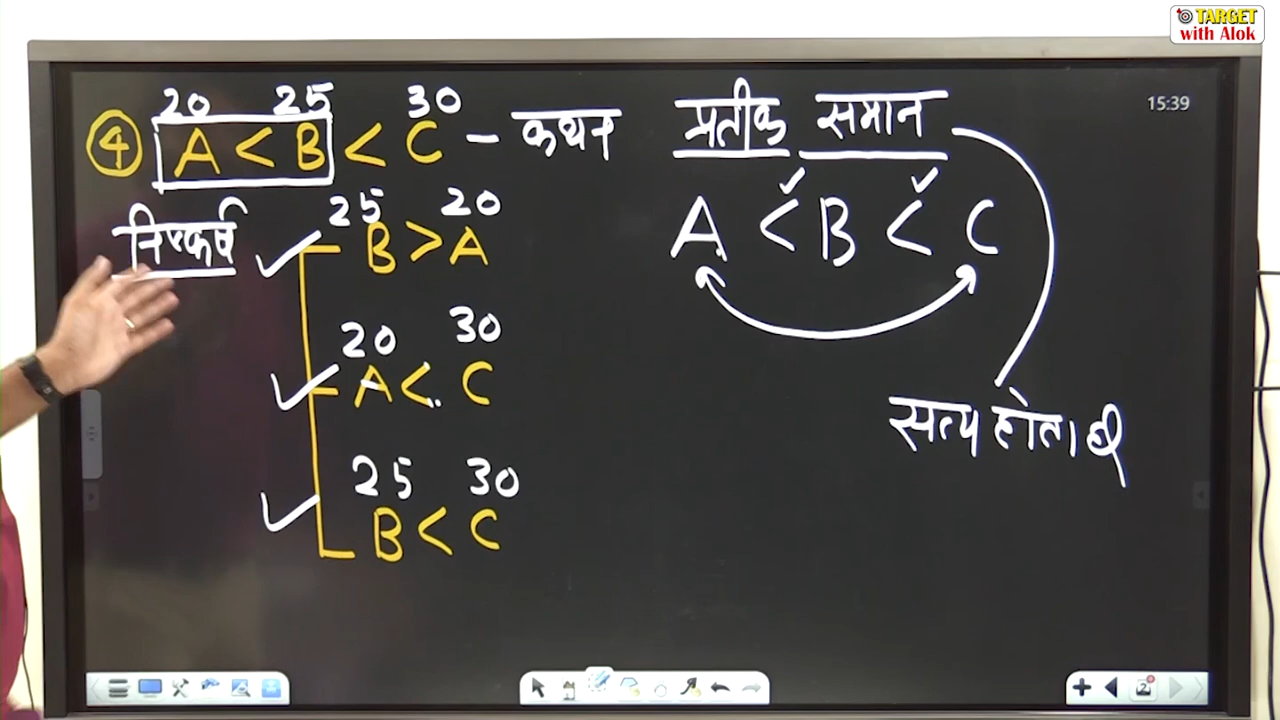 TARGET
with Alok
15:39
20 25 30
④ A < B < C - कथन
निष्कर्ष
25 20
B > A
20 30
A < C
25 30
B < C
प्रतीक समान
A < B < C
सत्य होता है
2